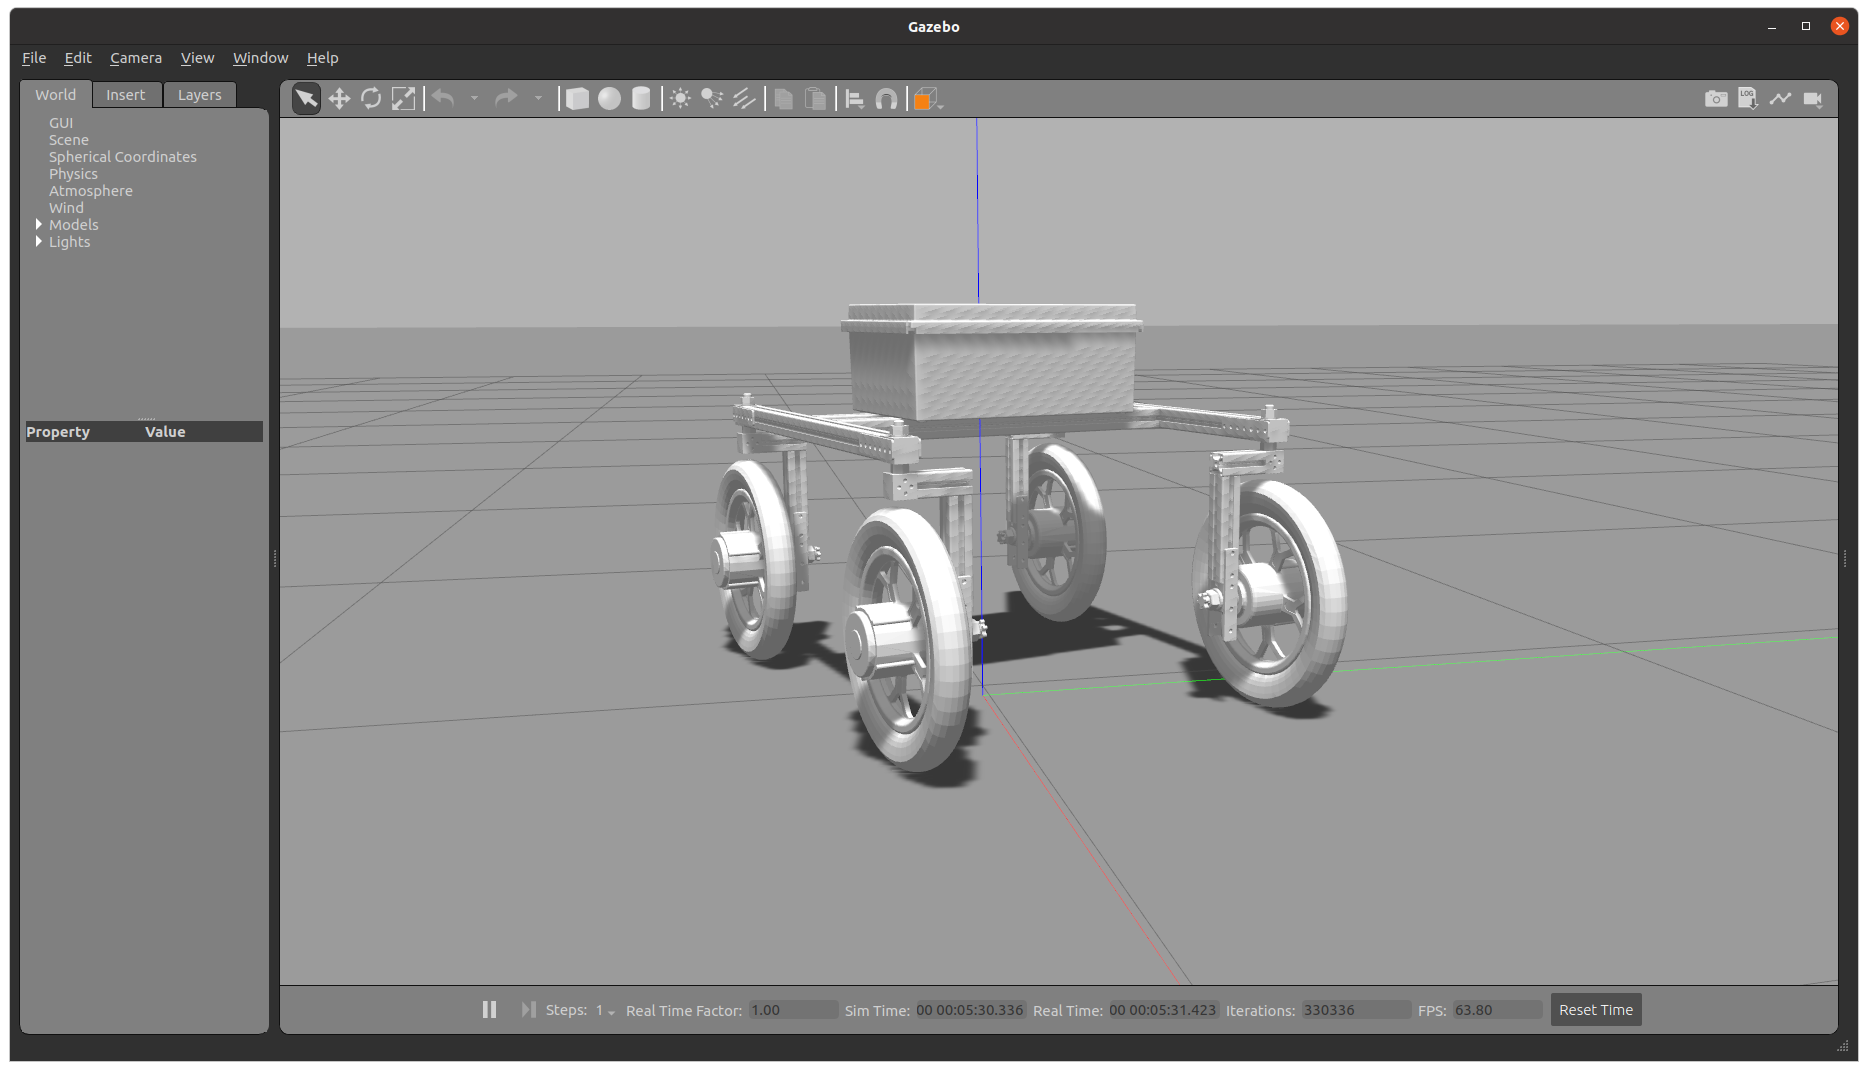 Gazebo
File Edit Camera View Window Help
World Insert Layers
LOG
GUI
Scene
Spherical Coordinates
Physics
Atmosphere
Wind
Models
Lights
Property Value
Steps: 1 Real Time Factor: 1.00 Sim Time: 00 00:05:30.336 Real Time: 00 00:05:31.423 Iterations: 330336 FPS: 63.80 Reset Time